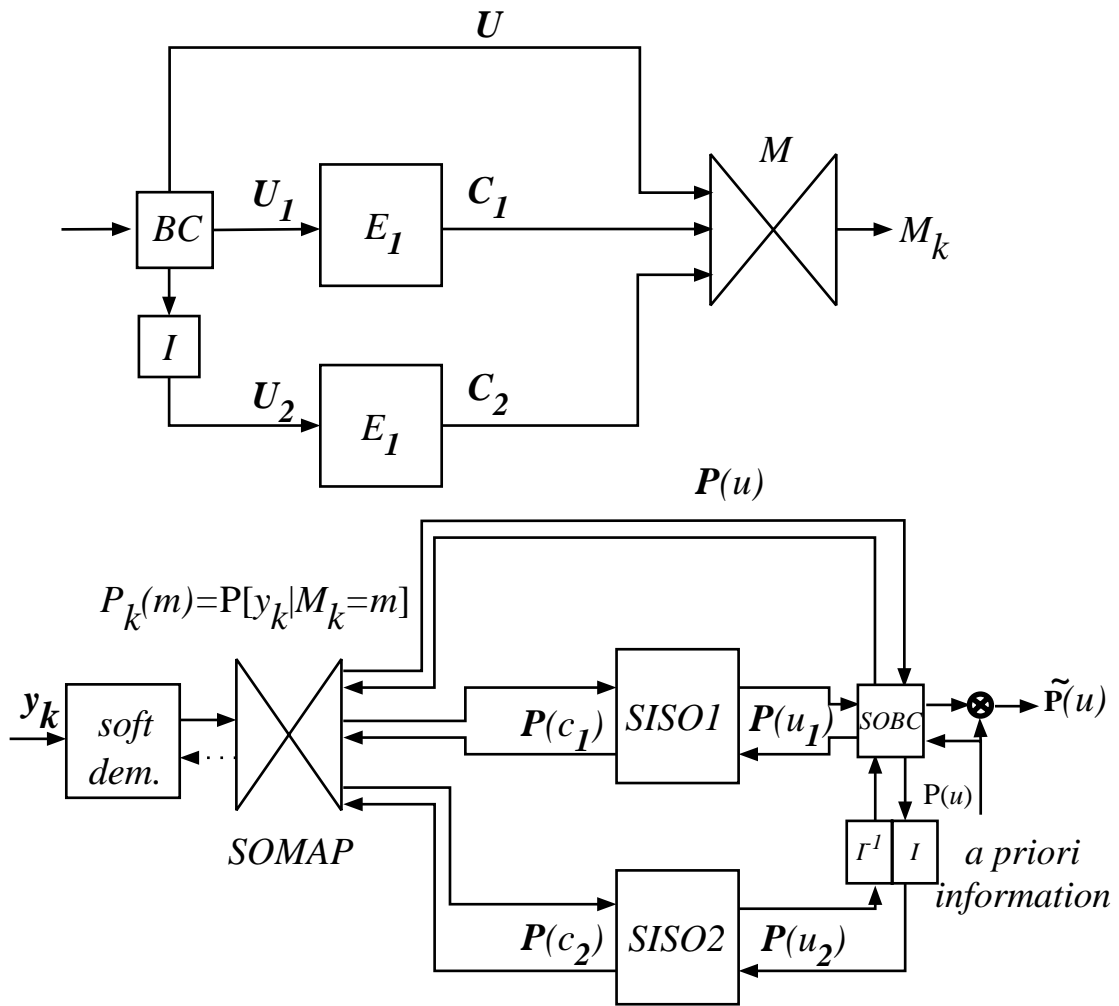 U
M
BC
U1
E1
C1
Mk
I
U2
E1
C2
P(u)
Pk(m)=P[yk|Mk=m]
yk
soft
dem.
SOMAP
P(c1)
SISO1
P(u1)
SOBC
P̃(u)
P(u)
I-1
I
a priori
information
P(c2)
SISO2
P(u2)